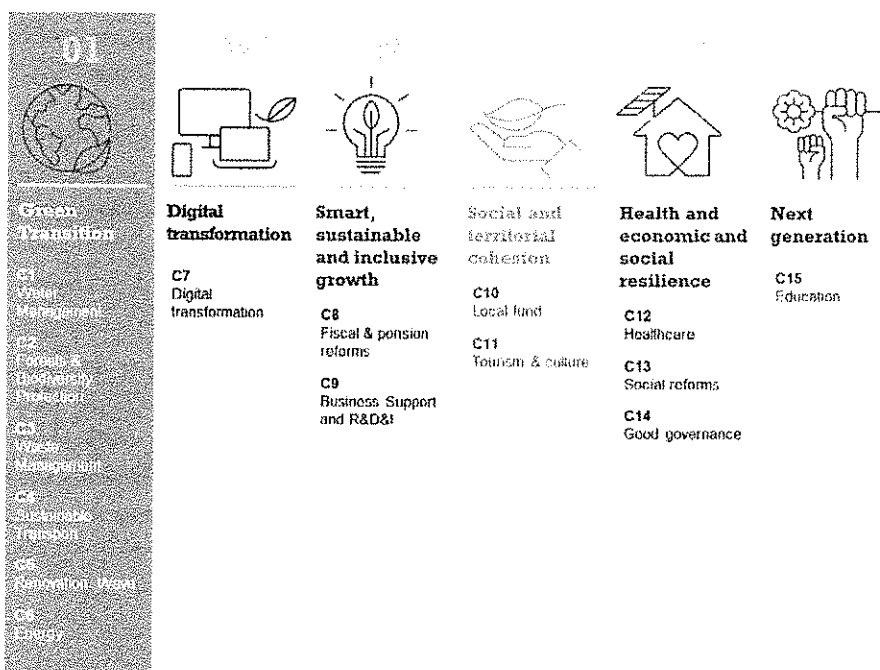 01
Green
Transition
C1
Water
Management
C2
Forests &
Biodiversity
Protection
C3
Waste
Management
C4
Sustainable
Transport
C5
Renovation Wave
C6
Energy
Digital
transformation
C7
Digital
transformation
Smart,
sustainable
and inclusive
growth
C8
Fiscal & pension
reforms
C9
Business Support
and R&D&I
Social and
territorial
cohesion
C10
Local fund
C11
Tourism & culture
Health and
economic and
social
resilience
C12
Healthcare
C13
Social reforms
C14
Good governance
Next
generation
C15
Education